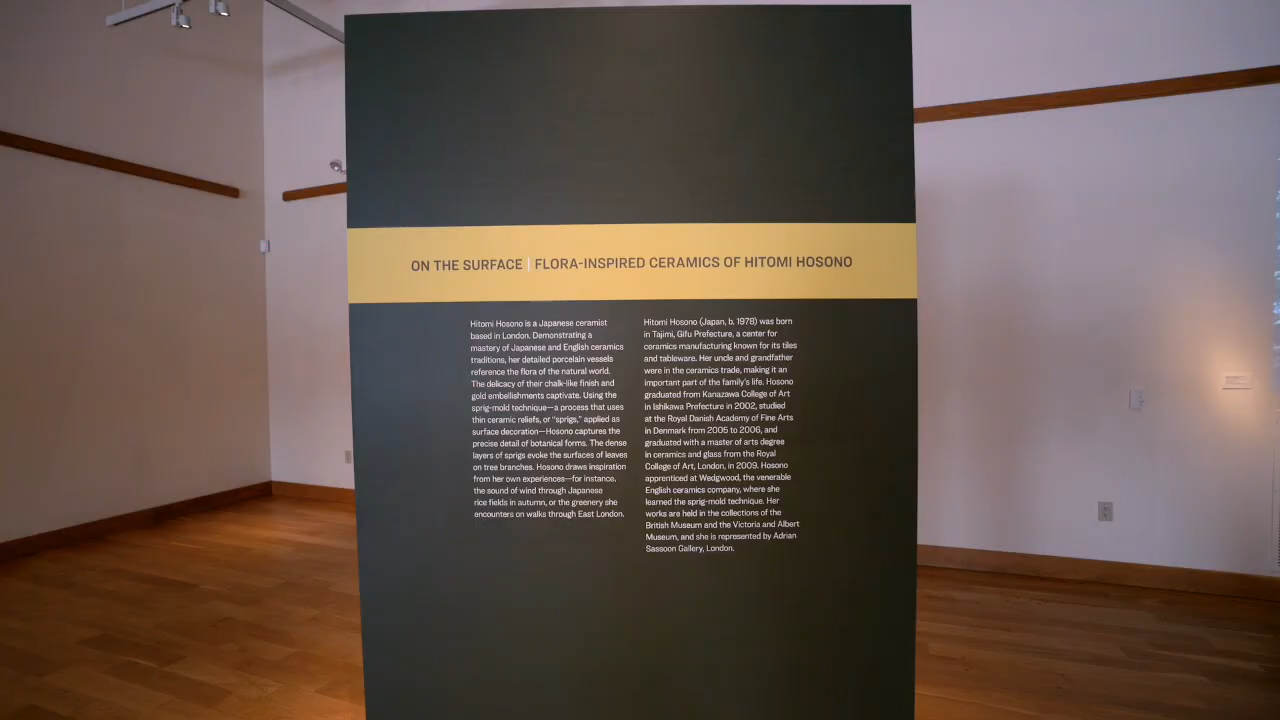 ON THE SURFACE | FLORA-INSPIRED CERAMICS OF HITOMI HOSONO
Hitomi Hosono is a Japanese ceramist
based in London. Demonstrating a
mastery of Japanese and English ceramics
traditions, her detailed porcelain vessels
reference the flora of the natural world.
The delicacy of their chalk-like finish and
gold embellishments captivate. Using the
sprig-mold technique—a process that uses
thin ceramic reliefs, or “sprigs,” applied as
surface decoration—Hosono captures the
precise detail of botanical forms. The dense
layers of sprigs evoke the surfaces of leaves
on tree branches. Hosono draws inspiration
from her own experiences—for instance,
the sound of wind through Japanese
rice fields in autumn, or the greenery she
encounters on walks through East London.
Hitomi Hosono (Japan, b. 1978) was born
in Tajimi, Gifu Prefecture, a center for
ceramics manufacturing known for its tiles
and tableware. Her uncle and grandfather
were in the ceramics trade, making it an
important part of the family’s life. Hosono
graduated from Kanazawa College of Art
in Ishikawa Prefecture in 2002, studied
at the Royal Danish Academy of Fine Arts
in Denmark from 2005 to 2006, and
graduated with a master of arts degree
in ceramics and glass from the Royal
College of Art, London, in 2009. Hosono
apprenticed at Wedgwood, the venerable
English ceramics company, where she
learned the sprig-mold technique. Her
works are held in the collections of the
British Museum and the Victoria and Albert
Museum, and she is represented by Adrian
Sassoon Gallery, London.